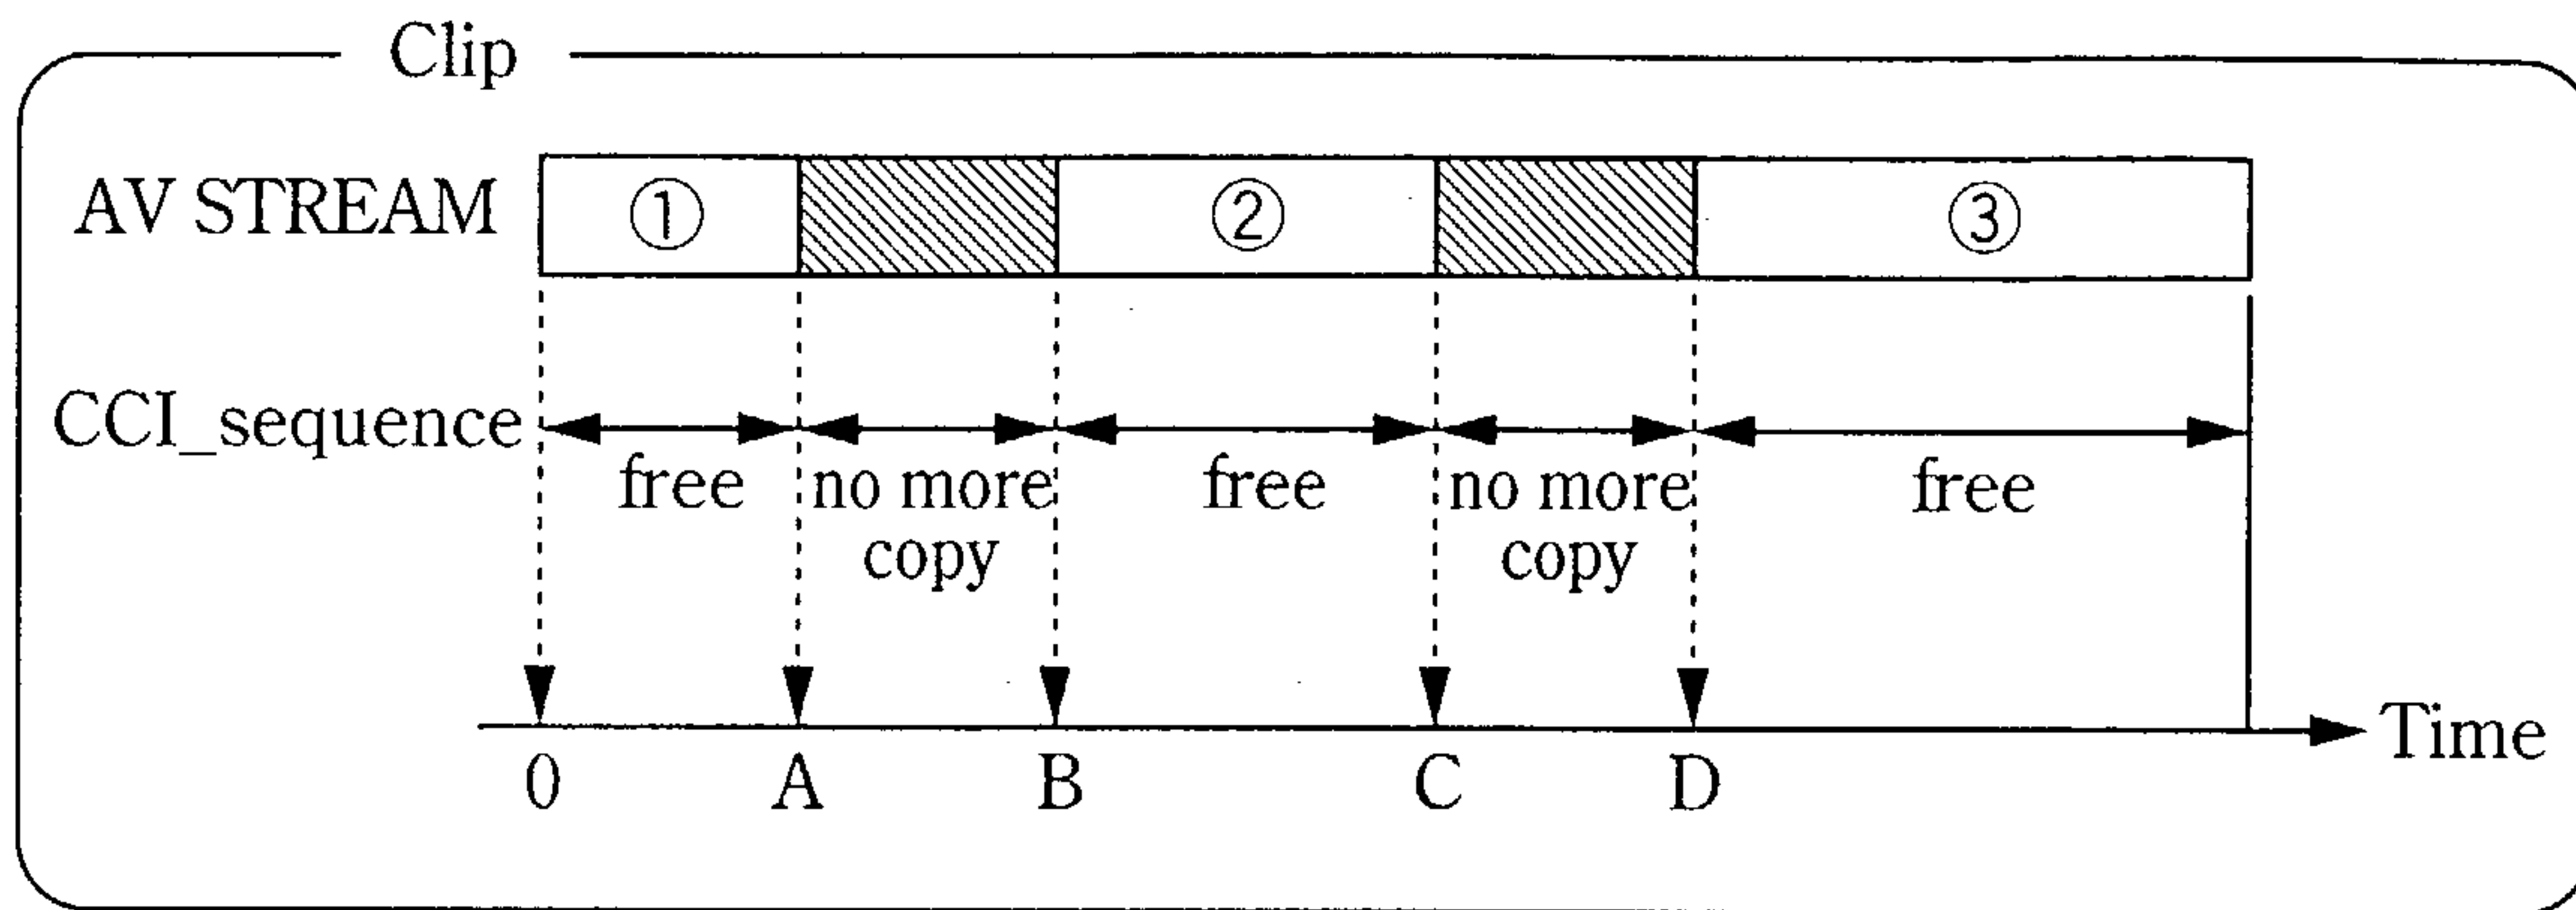 Clip
AV STREAM ① ② ③
CCI_sequence
free no more free no more free
copy copy
0 A B C D Time